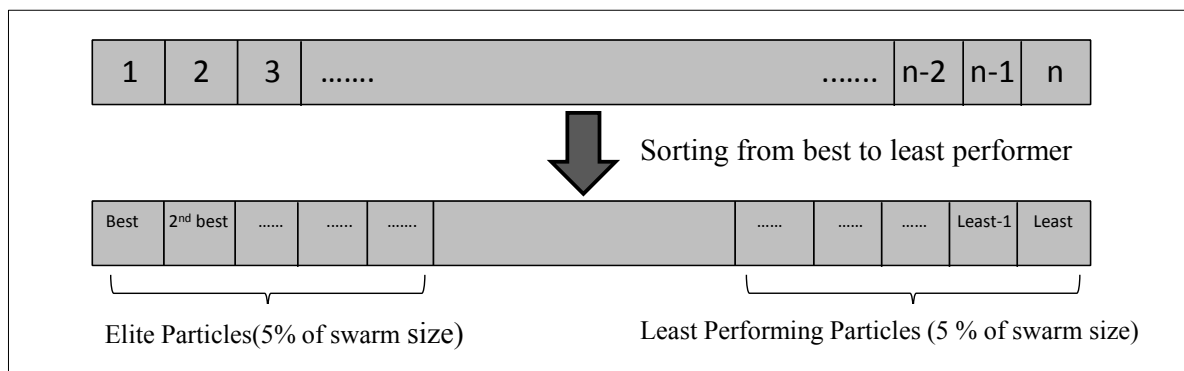 1 2 3 ....... ....... n-2 n-1 n
Sorting from best to least performer
Best 2nd best ...... ...... ....... ...... ...... ...... Least-1 Least
Elite Particles(5% of swarm size)
Least Performing Particles (5 % of swarm size)